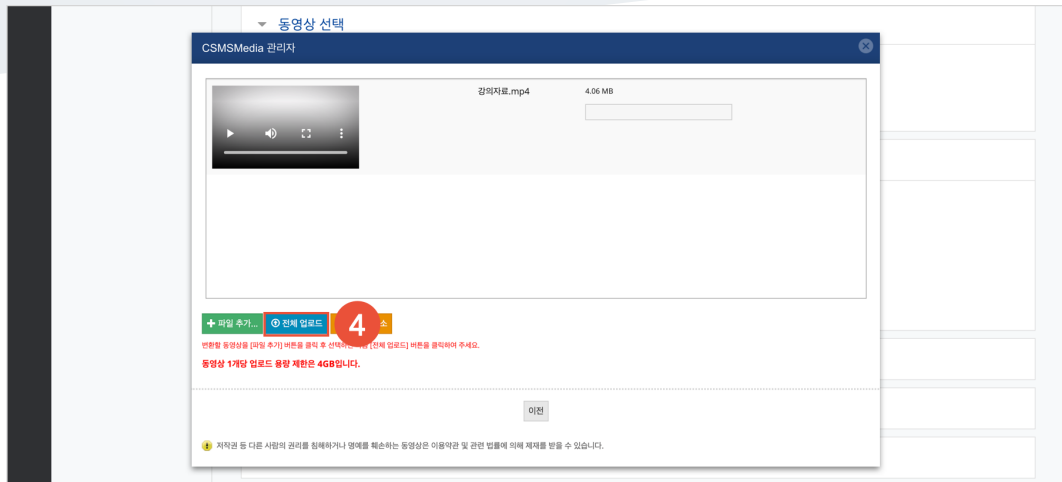 동영상 선택
CSMSMedia 관리자
강의자료.mp4 4.06 MB
파일 추가... 전체 업로드 4 소
변환할 동영상을 [파일 추가] 버튼을 클릭 후 선택하 [전체 업로드] 버튼을 클릭하여 주세요.
동영상 1개당 업로드 용량 제한은 4GB입니다.
이전
저작권 등 다른 사람의 권리를 침해하거나 명예를 훼손하는 동영상은 이용약관 및 관련 법률에 의해 제재를 받을 수 있습니다.